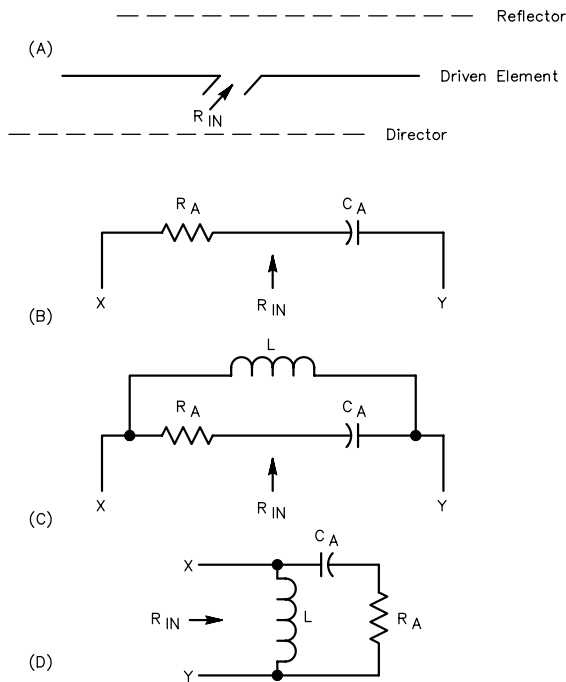 Reflector
(A)
Driven Element
R IN
Director
R A
C A
X
R IN
Y
(B)
L
R A
C A
X
R IN
Y
(C)
C A
X
R IN
L
R A
Y
(D)